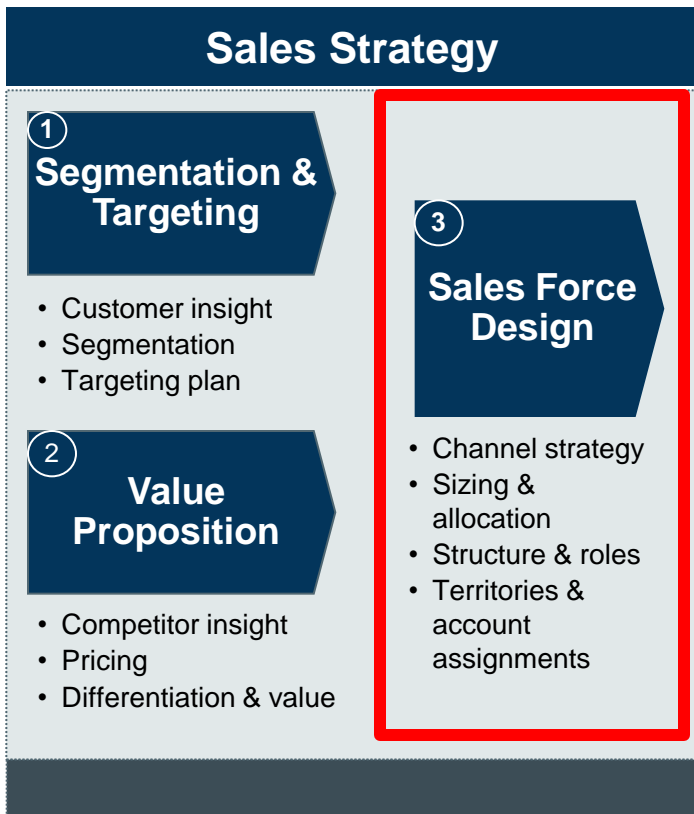 Sales Strategy
1
Segmentation &
Targeting
• Customer insight
• Segmentation
• Targeting plan
2
Value
Proposition
• Competitor insight
• Pricing
• Differentiation & value
3
Sales Force
Design
• Channel strategy
• Sizing &
allocation
• Structure & roles
• Territories &
account
assignments